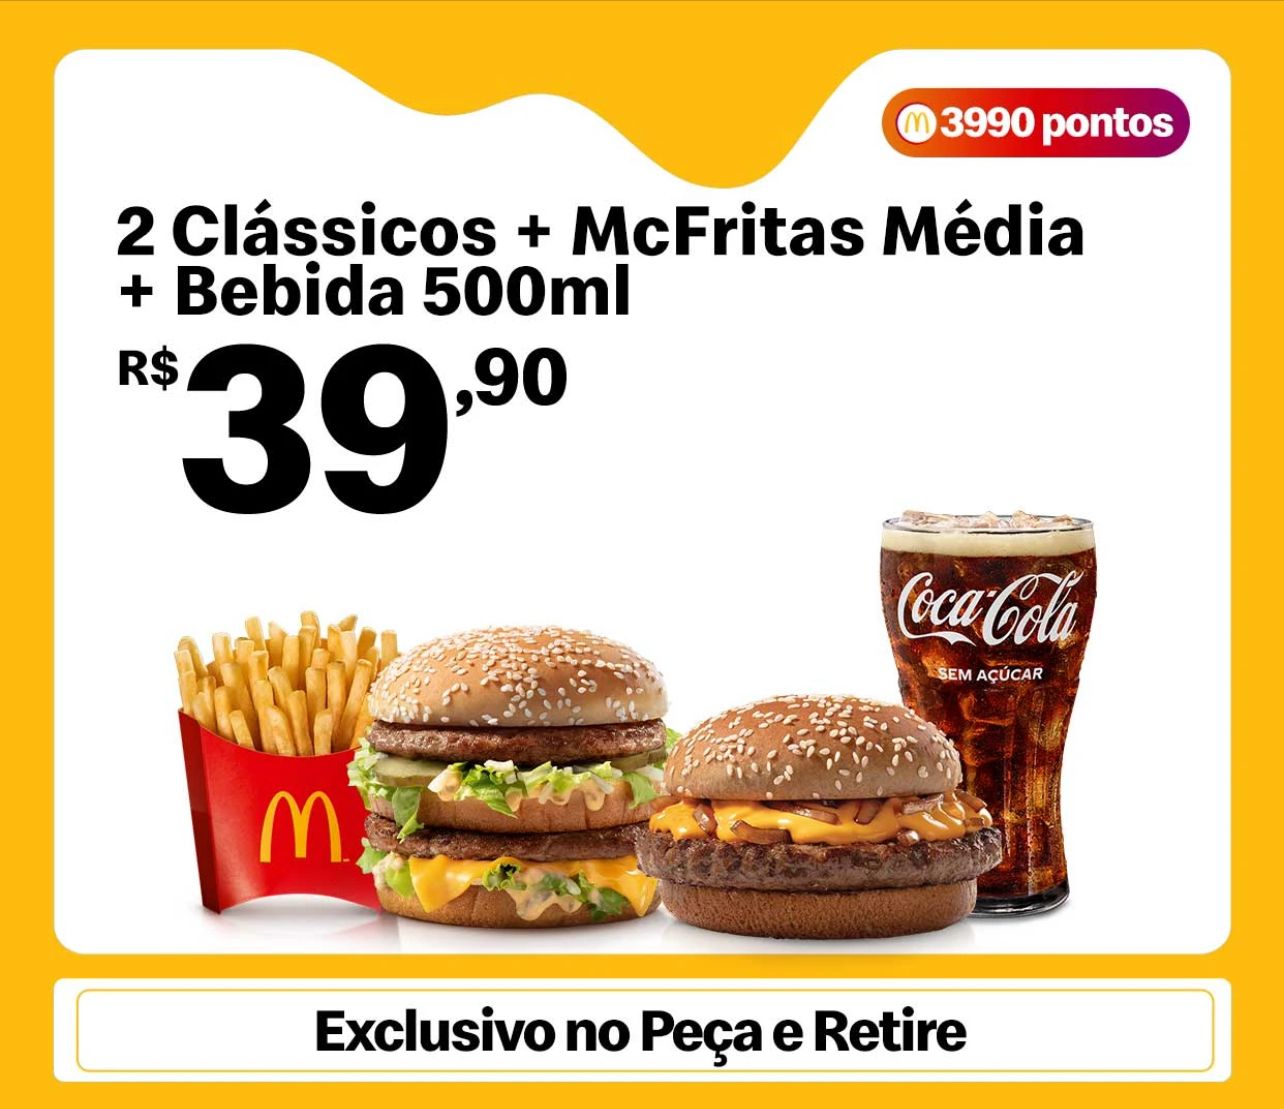 3990 pontos
2 Clássicos + McFritas Média
+ Bebida 500ml
R$ 39,90
Coca-Cola
SEM AÇÚCAR
Exclusivo no Peça e Retire